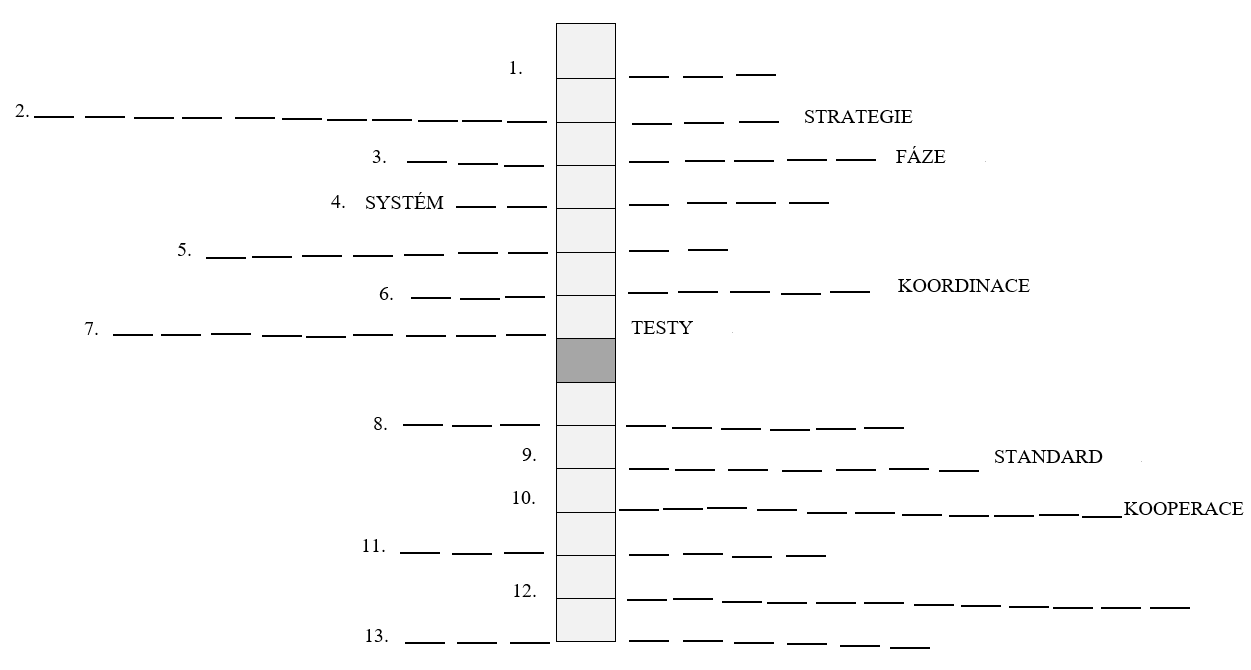 1.
2. STRATEGIE
3. FÁZE
4. SYSTÉM
5.
6. KOORDINACE
7. TESTY
8.
9. STANDARD
10. KOOPERACE
11.
12.
13.